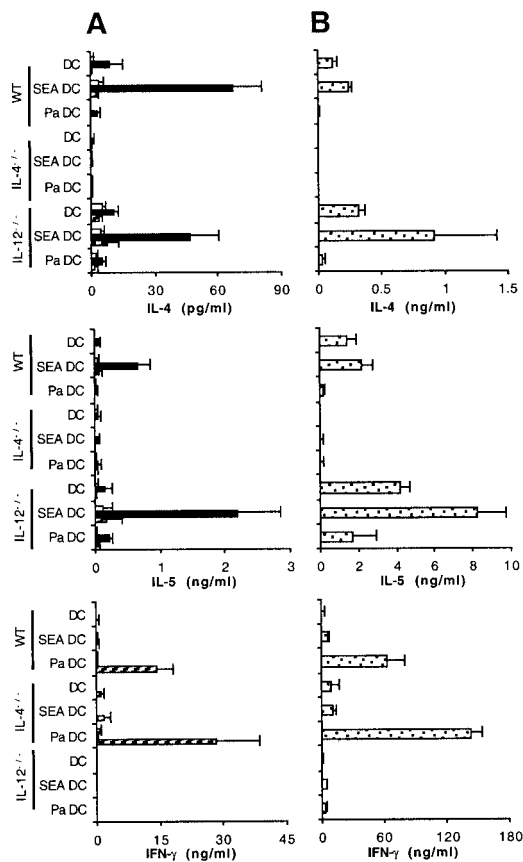 A B
WT
DC
SEA DC
Pa DC
IL-4-/-
DC
SEA DC
Pa DC
IL-12-/-
DC
SEA DC
Pa DC
0 30 60 90
IL-4 (pg/ml)
0 0.5 1 1.5
IL-4 (ng/ml)
WT
DC
SEA DC
Pa DC
IL-4-/-
DC
SEA DC
Pa DC
IL-12-/-
DC
SEA DC
Pa DC
0 1 2 3
IL-5 (ng/ml)
0 2 4 6 8 10
IL-5 (ng/ml)
WT
DC
SEA DC
Pa DC
IL-4-/-
DC
SEA DC
Pa DC
IL-12-/-
DC
SEA DC
Pa DC
0 15 30 45
IFN-γ (ng/ml)
0 60 120 180
IFN-γ (ng/ml)